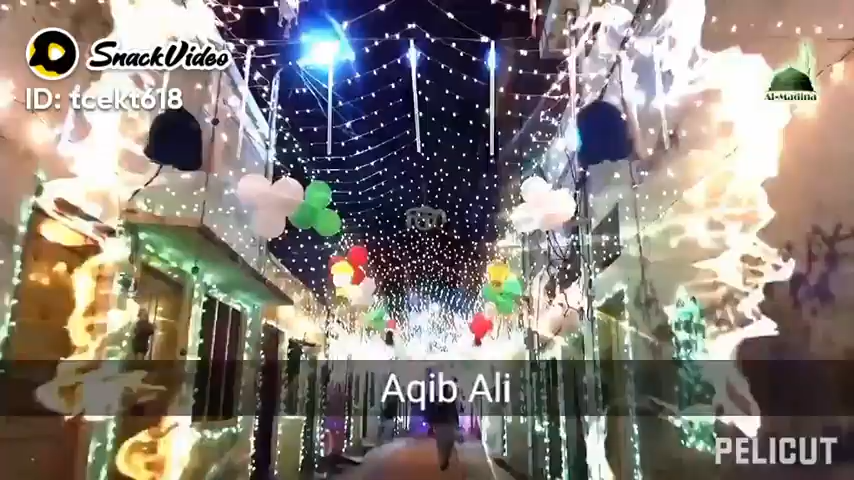 SnackVideo
ID: tcekt618
Al-Madina
Aqib Ali
PELICUT